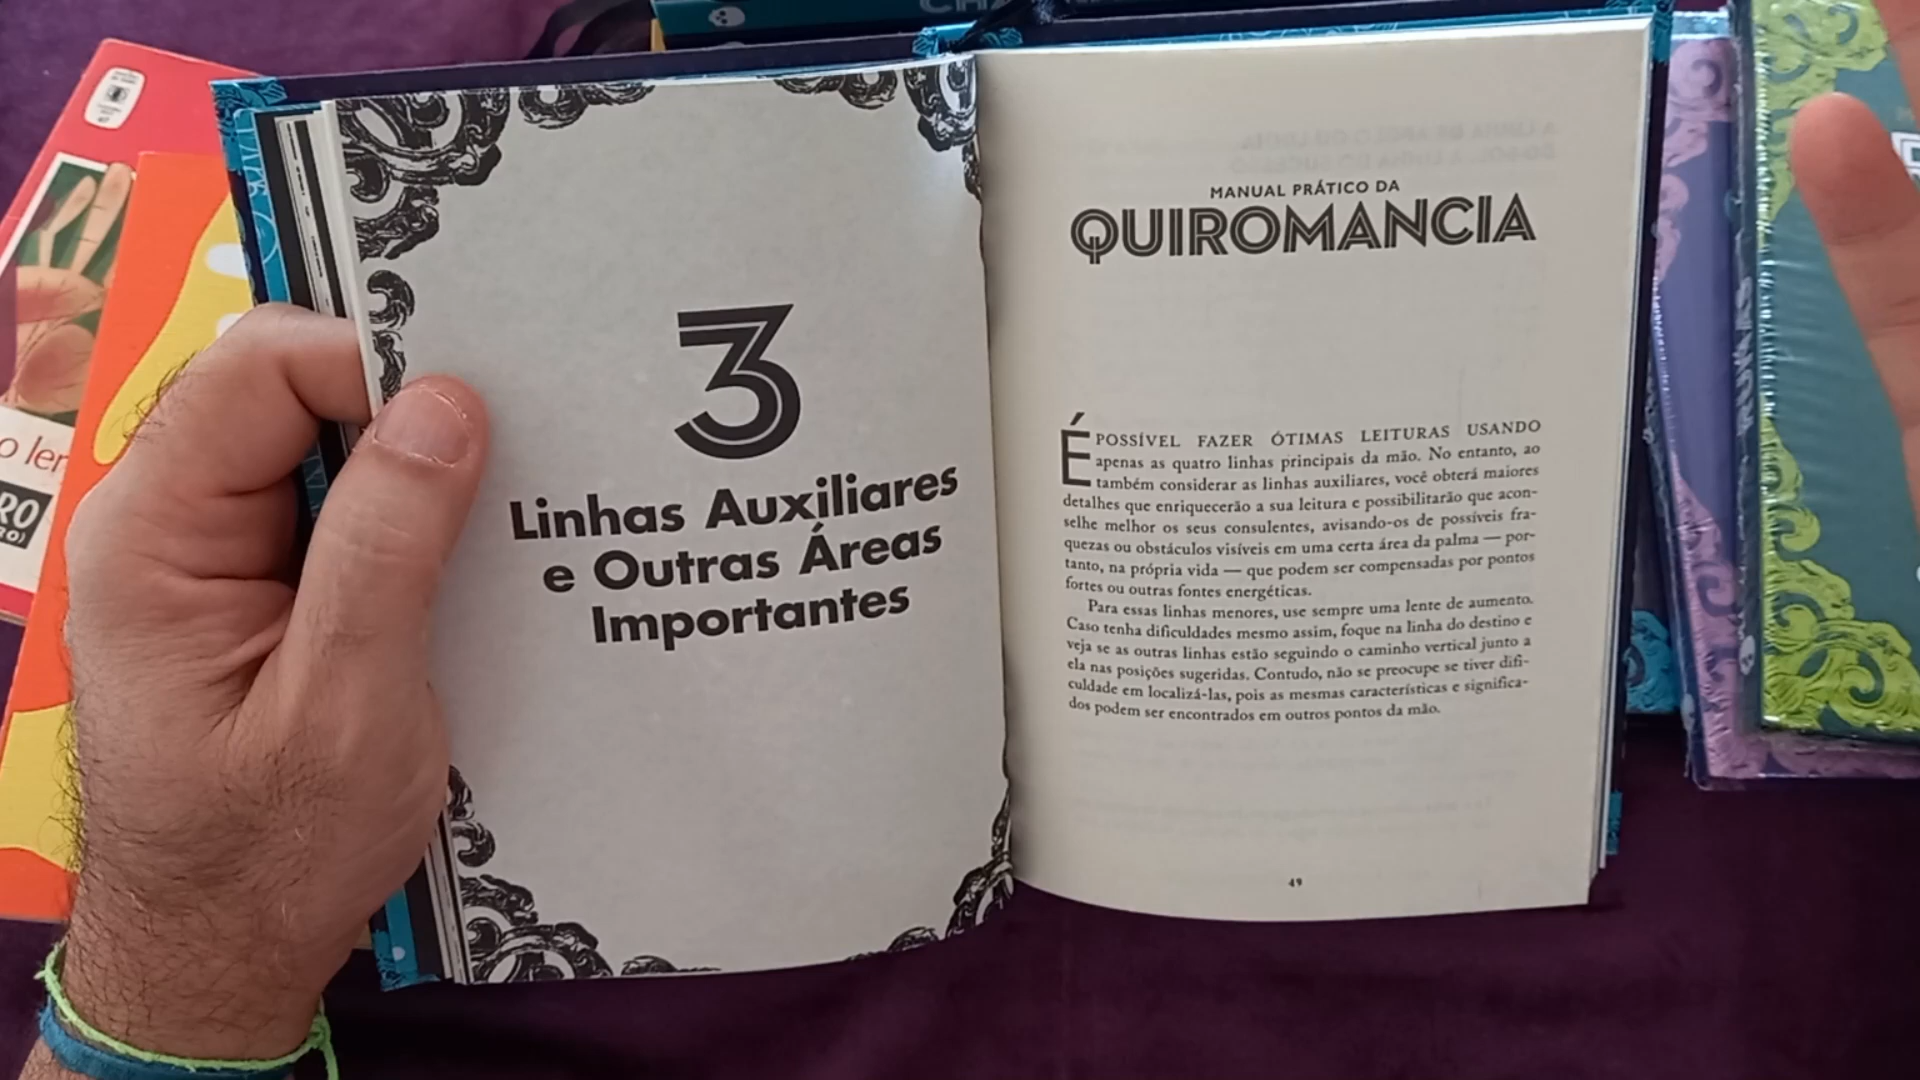 3
Linhas Auxiliares
e Outras Áreas
Importantes
MANUAL PRÁTICO DA
QUIROMANCIA
É POSSÍVEL FAZER ÓTIMAS LEITURAS USANDO
apenas as quatro linhas principais da mão. No entanto, ao
também considerar as linhas auxiliares, você obterá maiores
detalhes que enriquecerão a sua leitura e possibilitarão que acon-
selhe melhor os seus consulentes, avisando-os de possíveis fra-
quezas ou obstáculos visíveis em uma certa área da palma — por-
tanto, na própria vida — que podem ser compensadas por pontos
fortes ou outras fontes energéticas.
Para essas linhas menores, use sempre uma lente de aumento.
Caso tenha dificuldades mesmo assim, foque na linha do destino e
veja se as outras linhas estão seguindo o caminho vertical junto a
ela nas posições sugeridas. Contudo, não se preocupe se tiver difi-
culdade em localizá-las, pois as mesmas características e significa-
dos podem ser encontrados em outros pontos da mão.
49
RUNAS
o ler
RO